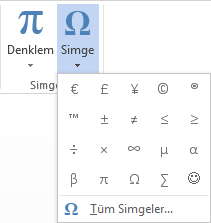 π Ω
Denklem Simge
Simge
€ £ ¥ © ®
™ ± ≠ ≤ ≥
÷ × ∞ µ α
β π Ω ∑ ☺
Ω Tüm Simgeler...